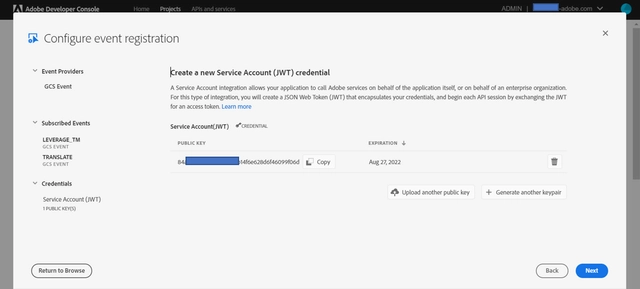 Adobe Developer Console
Home
Projects
APIs and services
ADMIN
-adobe.com
Configure event registration
Event Providers
GCS Event
Subscribed Events
LEVERAGE_TM
GCS EVENT
TRANSLATE
GCS EVENT
Credentials
Service Account (JWT)
1 PUBLIC KEY(S)
Create a new Service Account (JWT) credential
A Service Account integration allows your application to call Adobe services on behalf of the application itself, or on behalf of an enterprise organization.
For this type of integration, you will create a JSON Web Token (JWT) that encapsulates your credentials, and begin each API session by exchanging the JWT
for an access token. Learn more
Service Account(JWT)
CREDENTIAL
PUBLIC KEY
EXPIRATION
Copy
Aug 27, 2022
Upload another public key
Generate another keypair
Return to Browse
Back
Next